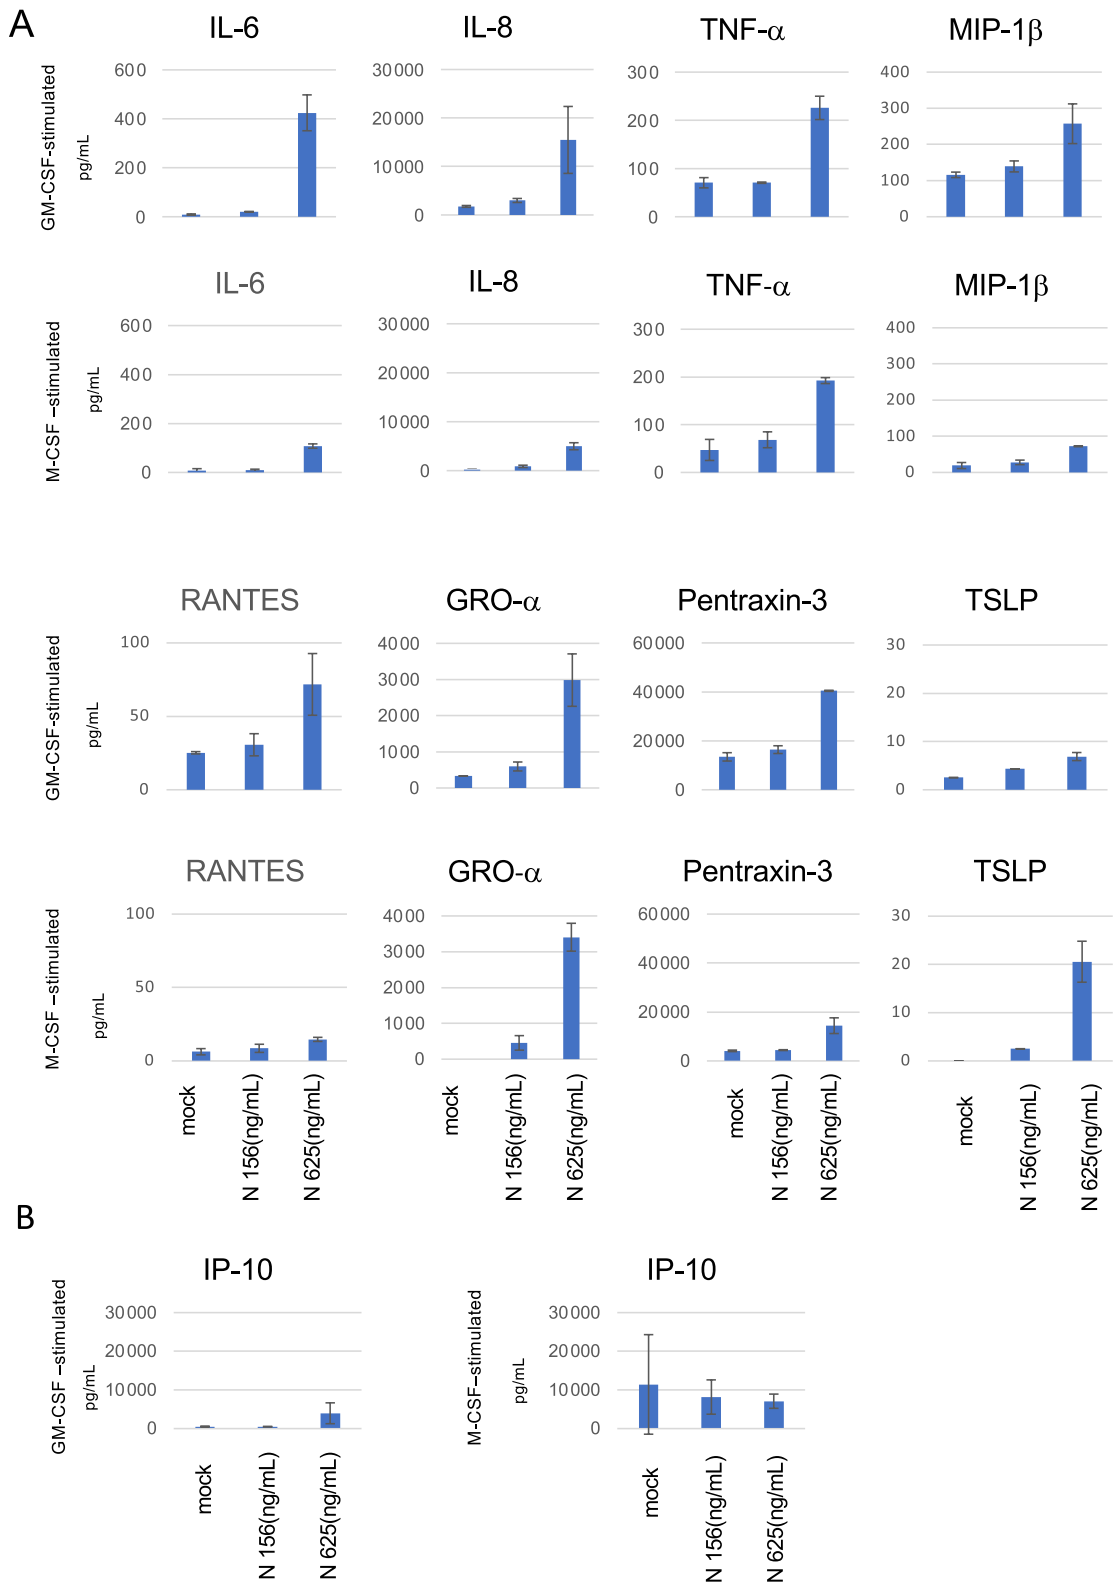 A
IL-6
IL-8
TNF-α
MIP-1β
GM-CSF-stimulated
pg/mL
600
400
200
0
30000
20000
10000
0
300
200
100
0
400
300
200
100
0
IL-6
IL-8
TNF-α
MIP-1β
M-CSF –stimulated
pg/mL
600
400
200
0
30000
20000
10000
0
300
200
100
0
400
300
200
100
0
RANTES
GRO-α
Pentraxin-3
TSLP
GM-CSF-stimulated
pg/mL
100
50
0
4000
3000
2000
1000
0
60000
40000
20000
0
30
20
10
0
RANTES
GRO-α
Pentraxin-3
TSLP
M-CSF –stimulated
pg/mL
100
50
0
4000
3000
2000
1000
0
60000
40000
20000
0
30
20
10
0
mock
N 156(ng/mL)
N 625(ng/mL)
mock
N 156(ng/mL)
N 625(ng/mL)
mock
N 156(ng/mL)
N 625(ng/mL)
mock
N 156(ng/mL)
N 625(ng/mL)
B
IP-10
IP-10
GM-CSF –stimulated
pg/mL
30000
20000
10000
0
M-CSF–stimulated
pg/mL
30000
20000
10000
0
mock
N 156(ng/mL)
N 625(ng/mL)
mock
N 156(ng/mL)
N 625(ng/mL)